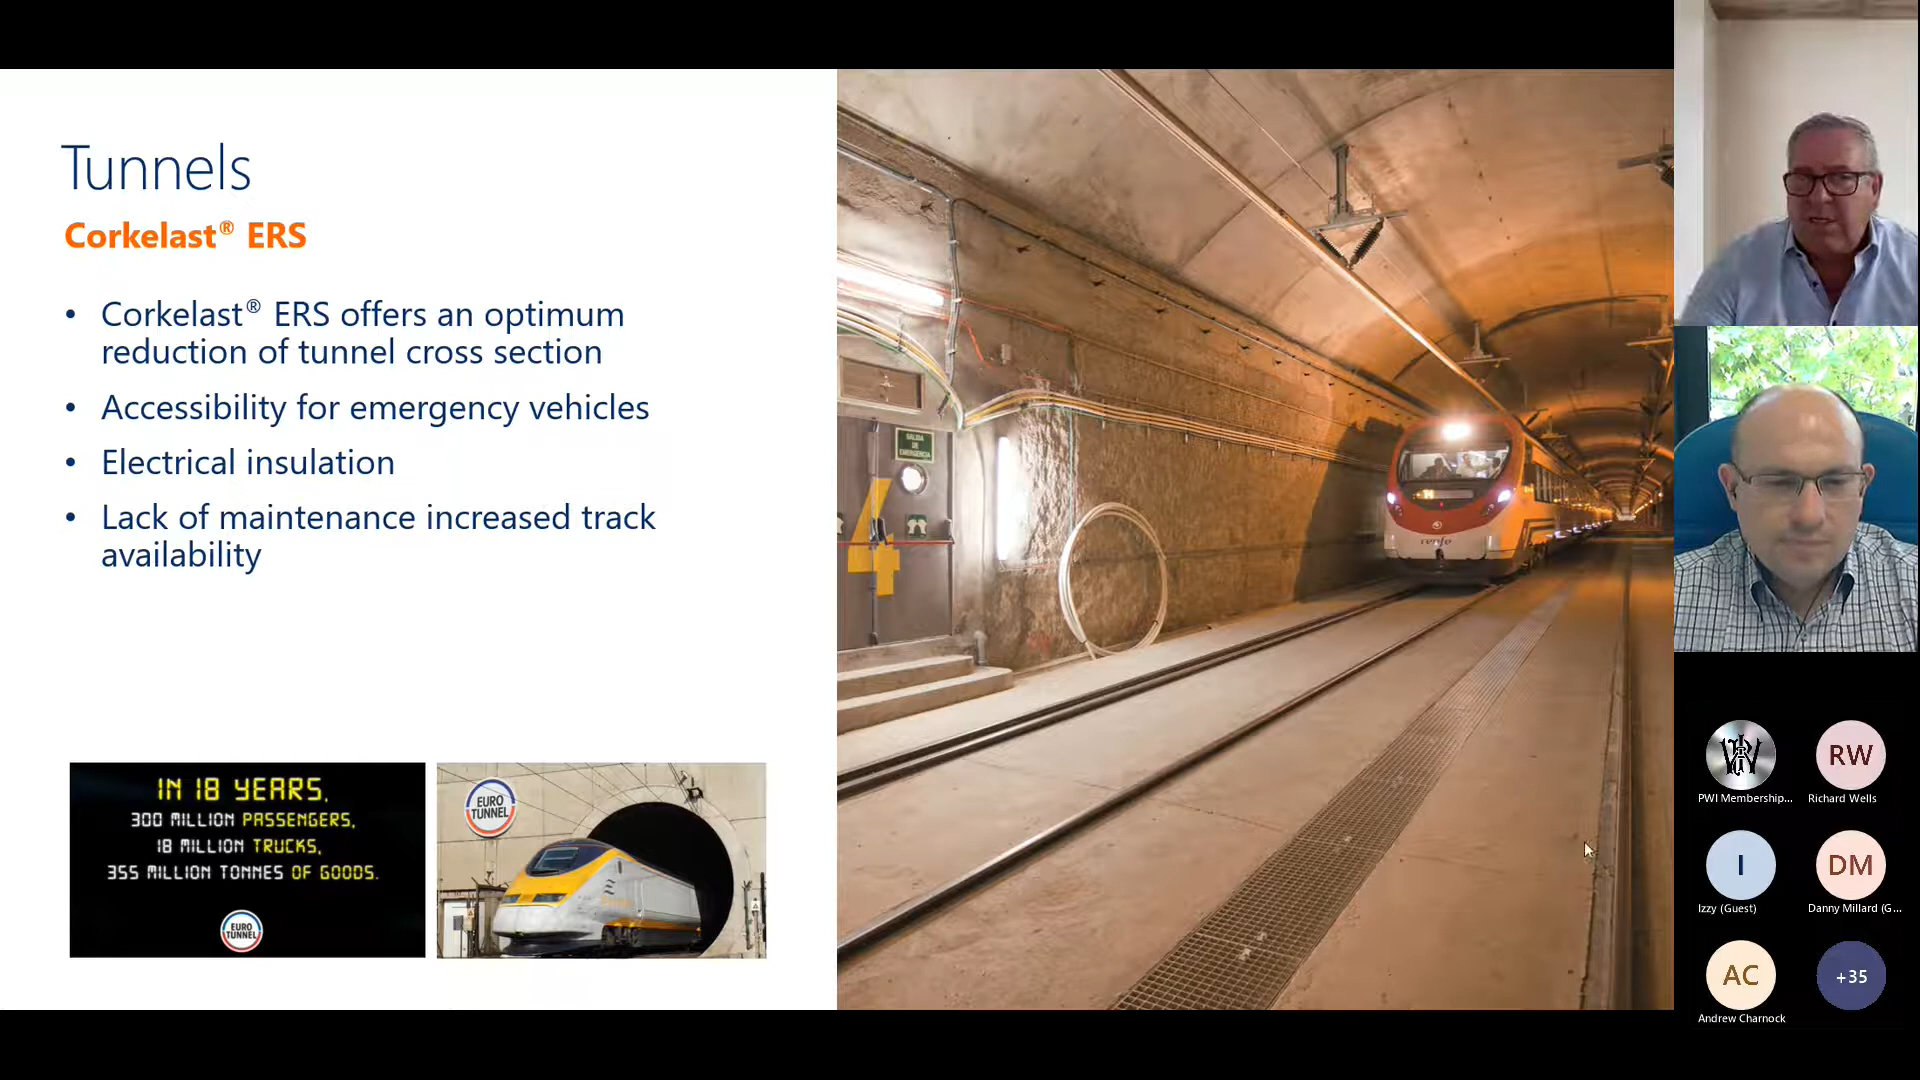 Tunnels
Corkelast® ERS
• Corkelast® ERS offers an optimum
reduction of tunnel cross section
• Accessibility for emergency vehicles
• Electrical insulation
• Lack of maintenance increased track
availability
IN 18 YEARS,
300 MILLION PASSENGERS,
18 MILLION TRUCKS,
355 MILLION TONNES OF GOODS.
EURO
TUNNEL
EURO
TUNNEL
SALIDA
DE
EMERGENCIA
4
renfe
PWI Membership...
RW
Richard Wells
I
Izzy (Guest)
DM
Danny Millard (G...
AC
Andrew Charnock
+35